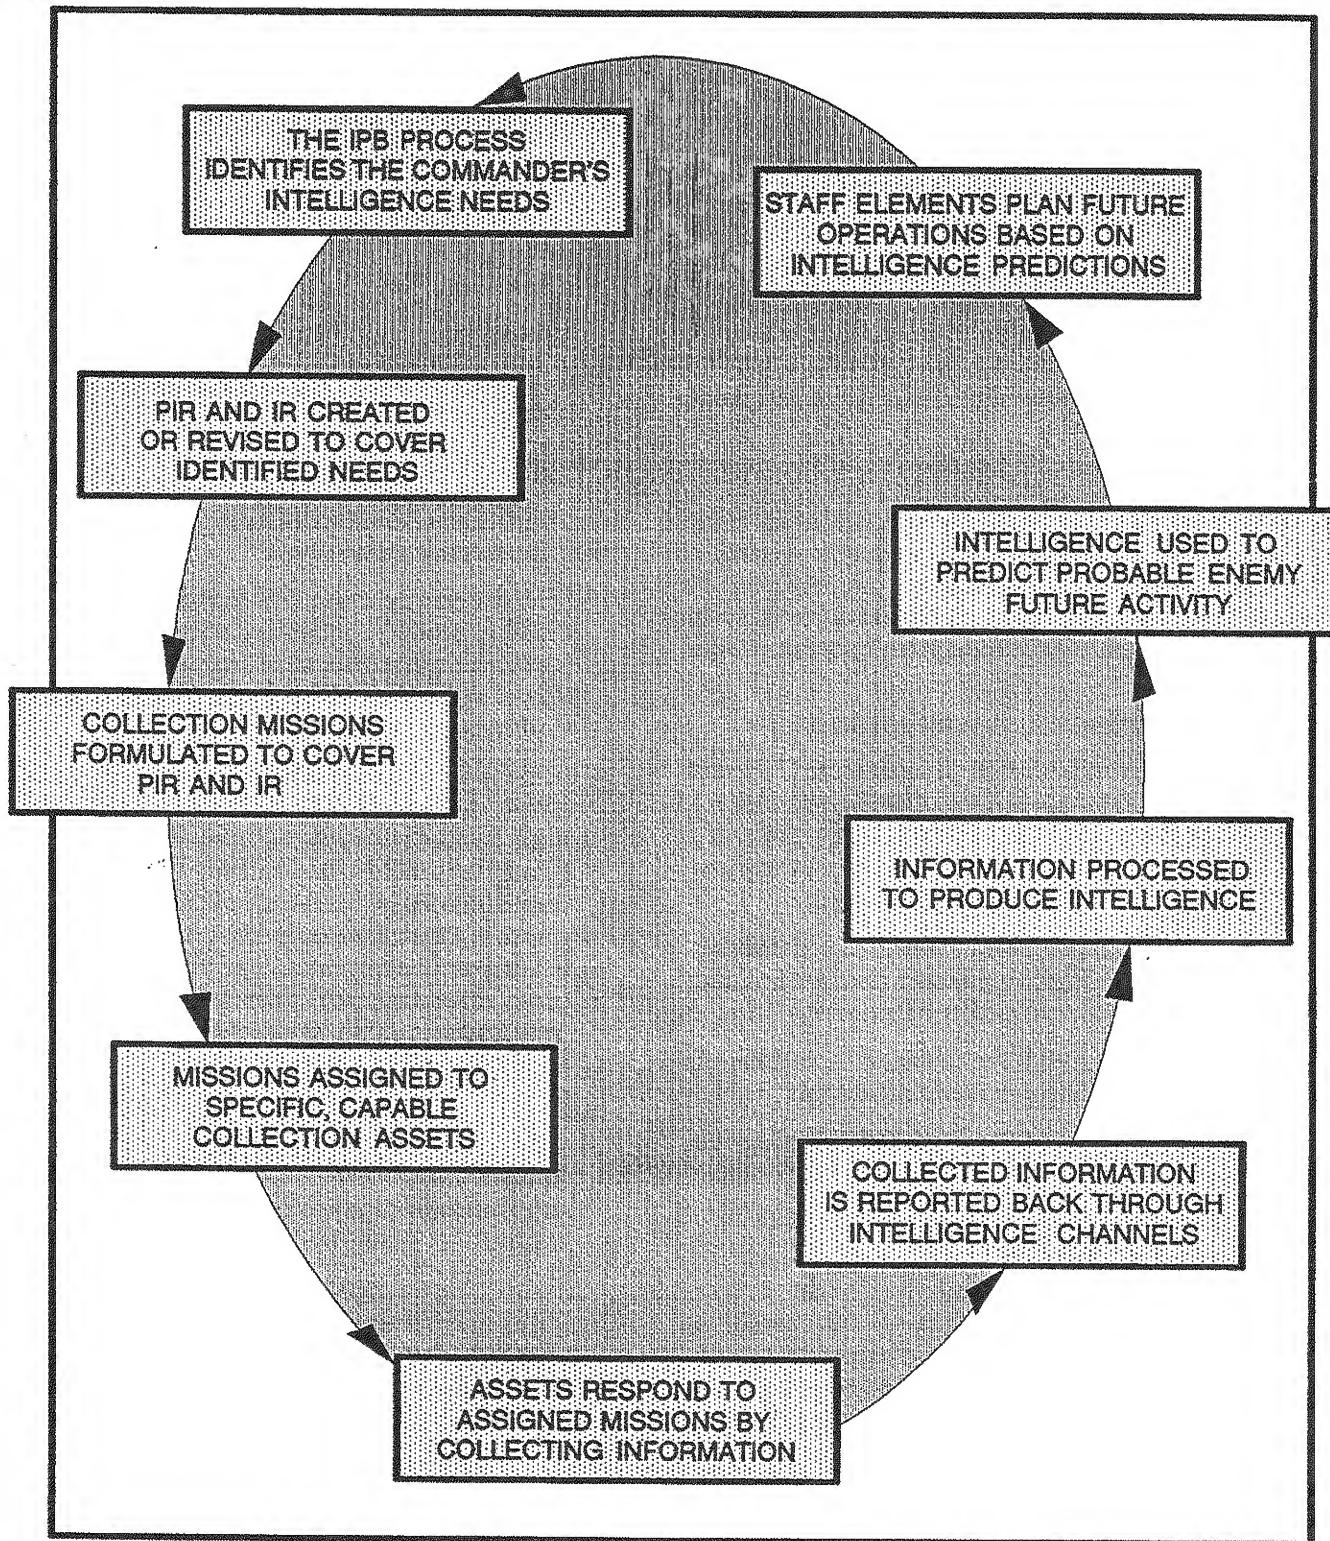 THE IPB PROCESS
IDENTIFIES THE COMMANDER'S
INTELLIGENCE NEEDS
PIR AND IR CREATED
OR REVISED TO COVER
IDENTIFIED NEEDS
COLLECTION MISSIONS
FORMULATED TO COVER
PIR AND IR
MISSIONS ASSIGNED TO
SPECIFIC, CAPABLE
COLLECTION ASSETS
ASSETS RESPOND TO
ASSIGNED MISSIONS BY
COLLECTING INFORMATION
COLLECTED INFORMATION
IS REPORTED BACK THROUGH
INTELLIGENCE CHANNELS
INFORMATION PROCESSED
TO PRODUCE INTELLIGENCE
INTELLIGENCE USED TO
PREDICT PROBABLE ENEMY
FUTURE ACTIVITY
STAFF ELEMENTS PLAN FUTURE
OPERATIONS BASED ON
INTELLIGENCE PREDICTIONS